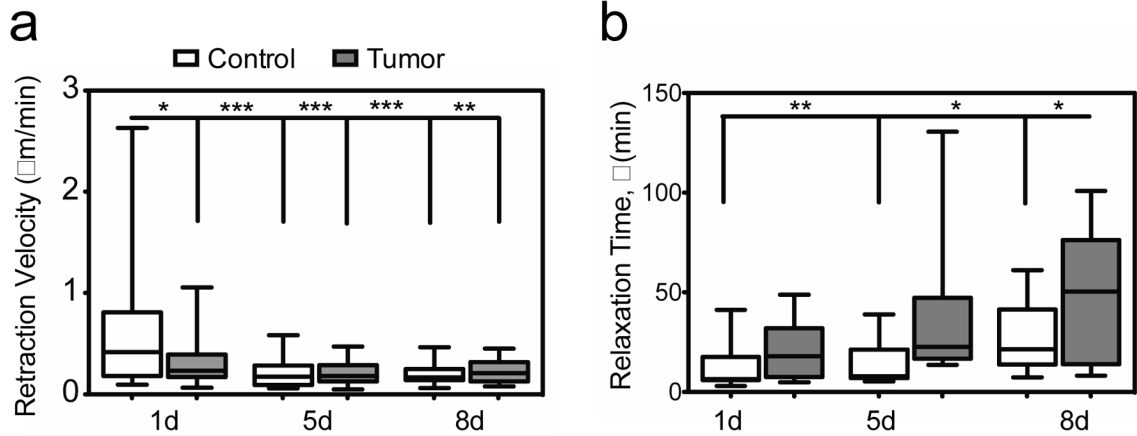 a
Control Tumor
Retraction Velocity (□m/min)
3
2
1
0
* *** *** *** **
1d 5d 8d
b
Relaxation Time, □ (min)
150
100
50
0
** * *
1d 5d 8d